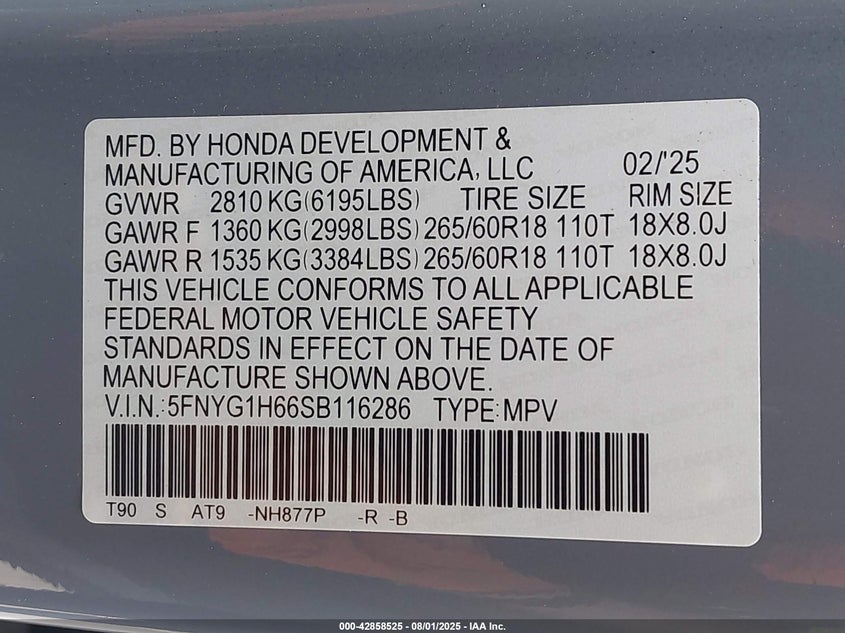 MFD. BY HONDA DEVELOPMENT &
MANUFACTURING OF AMERICA, LLC 02/'25
GVWR 2810 KG(6195LBS) TIRE SIZE RIM SIZE
GAWR F 1360 KG(2998LBS) 265/60R18 110T 18X8.0J
GAWR R 1535 KG(3384LBS) 265/60R18 110T 18X8.0J
THIS VEHICLE CONFORMS TO ALL APPLICABLE
FEDERAL MOTOR VEHICLE SAFETY
STANDARDS IN EFFECT ON THE DATE OF
MANUFACTURE SHOWN ABOVE.
V.I.N.:5FNYG1H66SB116286 TYPE:MPV
T90 S AT9 -NH877P -R -B
000-42858525 - 08/01/2025 - IAA Inc.